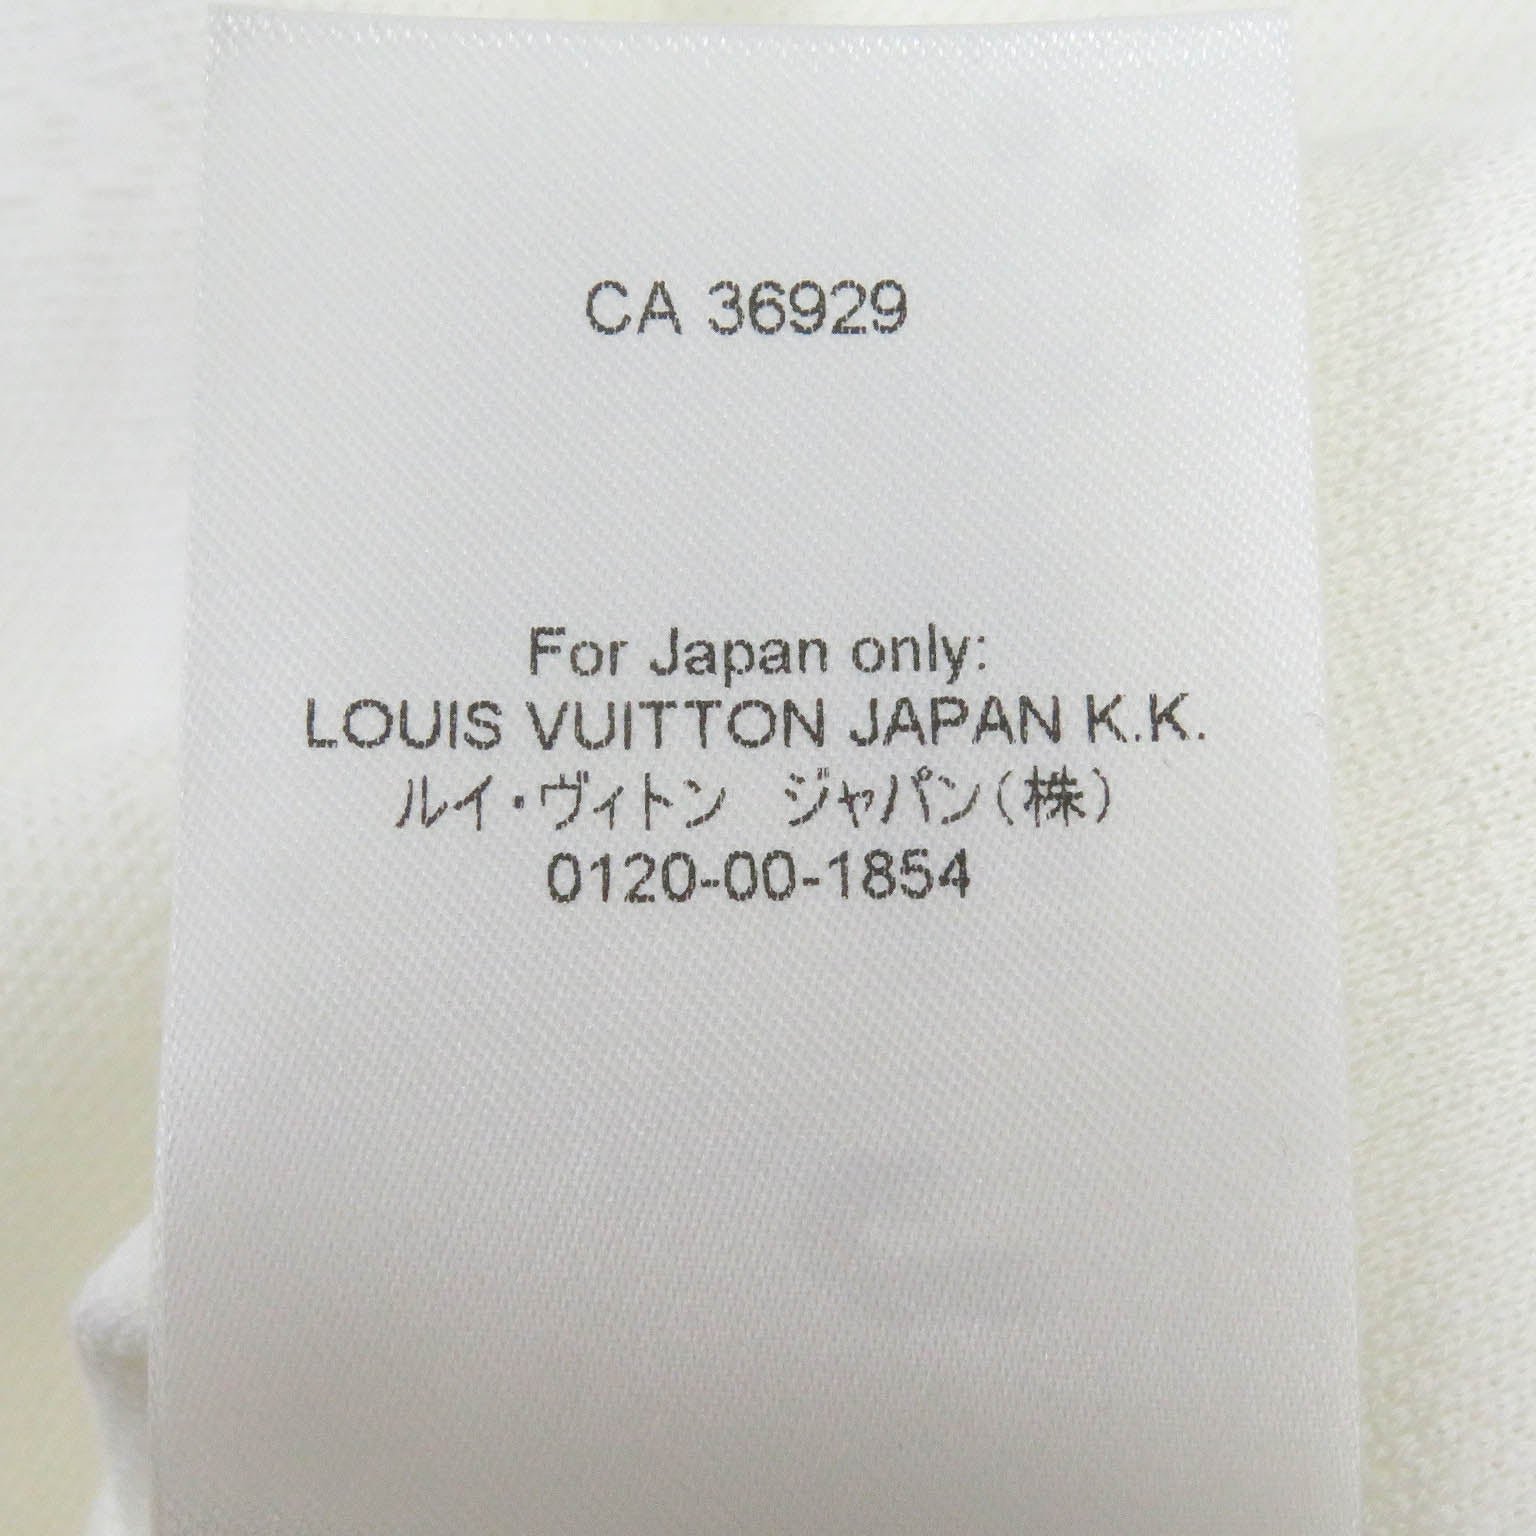 CA 36929
For Japan only:
LOUIS VUITTON JAPAN K.K.
ルイ・ヴィトン　ジャパン(株)
0120-00-1854